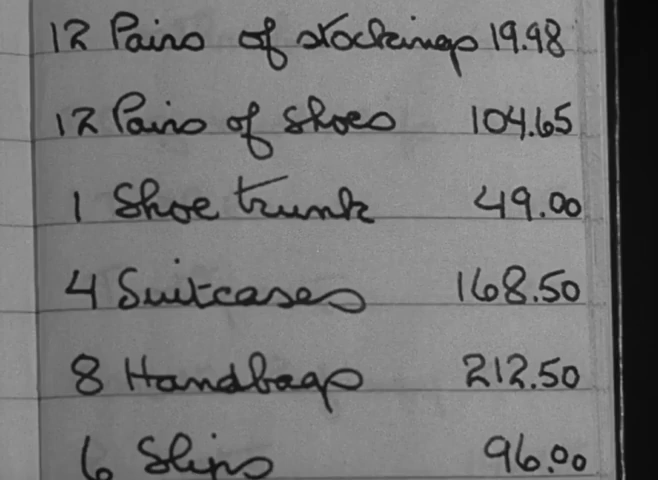 12 Pairs of stockings 19.98
12 Pairs of Shoes 104.65
1 Shoe trunk 49.00
4 Suitcases 168.50
8 Handbags 212.50
6 Slips 96.00